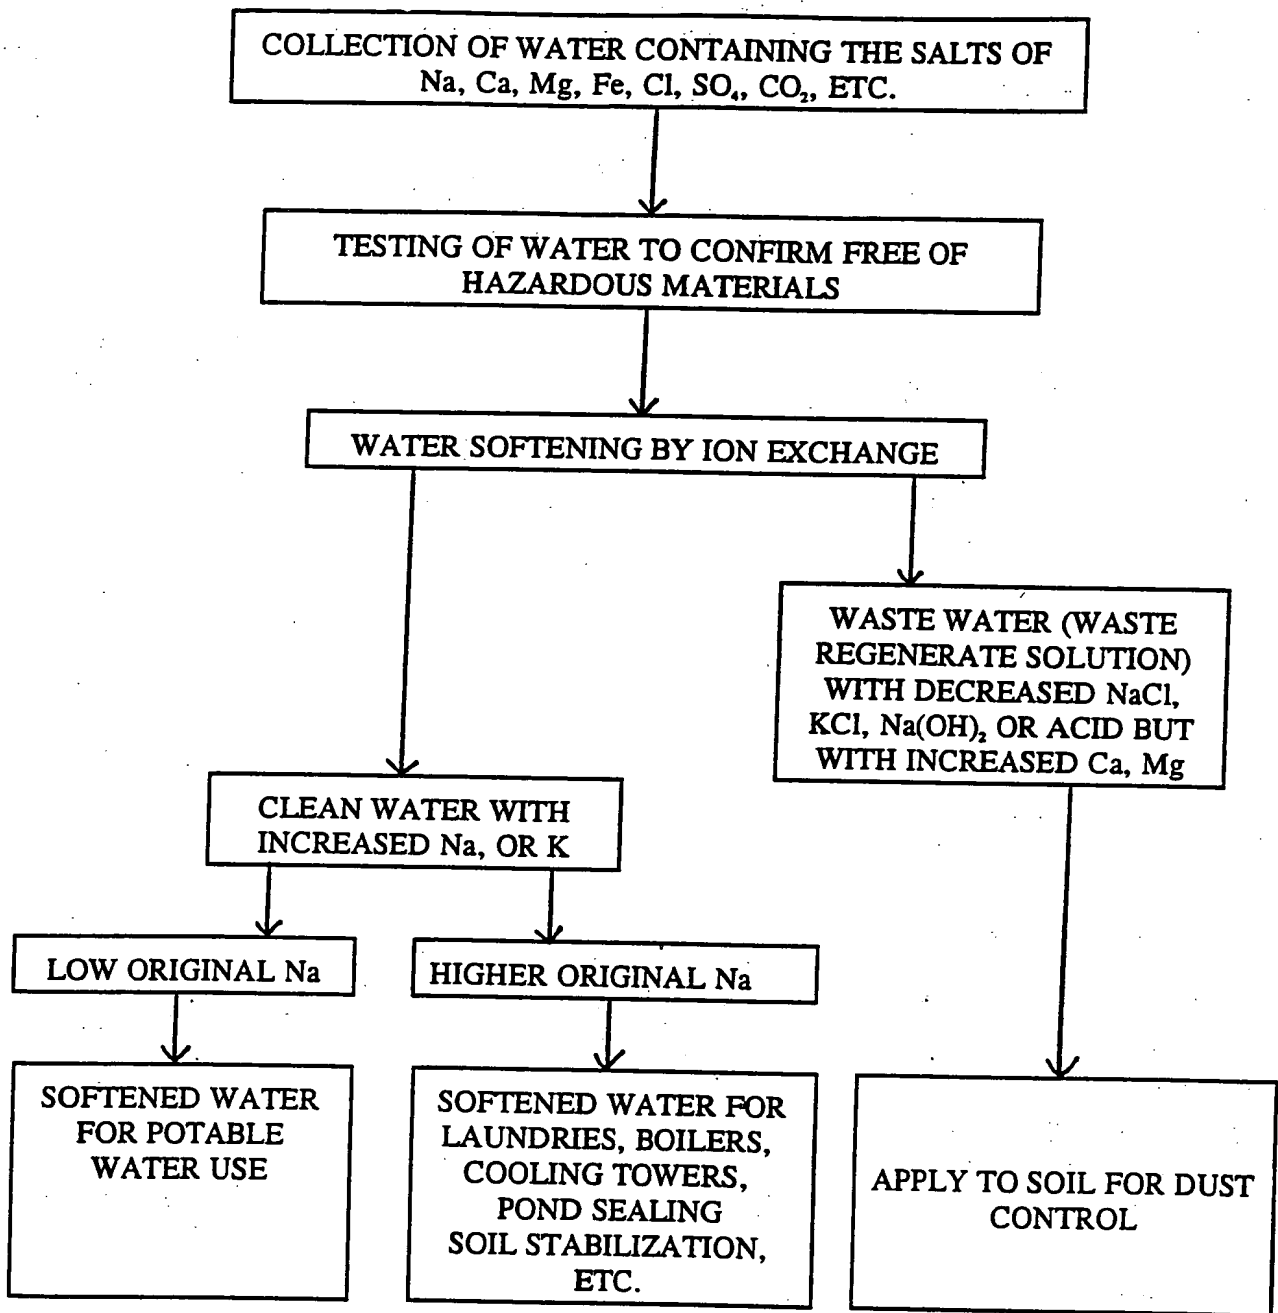 COLLECTION OF WATER CONTAINING THE SALTS OF
Na, Ca, Mg, Fe, Cl, SO₄, CO₂, ETC.
TESTING OF WATER TO CONFIRM FREE OF
HAZARDOUS MATERIALS
WATER SOFTENING BY ION EXCHANGE
WASTE WATER (WASTE
REGENERATE SOLUTION)
WITH DECREASED NaCl,
KCl, Na(OH)₂ OR ACID BUT
WITH INCREASED Ca, Mg
CLEAN WATER WITH
INCREASED Na, OR K
LOW ORIGINAL Na
HIGHER ORIGINAL Na
SOFTENED WATER
FOR POTABLE
WATER USE
SOFTENED WATER FOR
LAUNDRIES, BOILERS,
COOLING TOWERS,
POND SEALING
SOIL STABILIZATION,
ETC.
APPLY TO SOIL FOR DUST
CONTROL